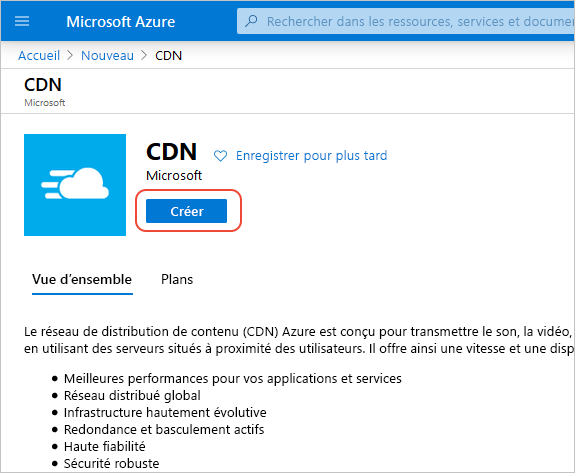 Microsoft Azure
Rechercher dans les ressources, services et documen
Accueil > Nouveau > CDN
CDN
Microsoft
CDN
Enregistrer pour plus tard
Microsoft
Créer
Vue d'ensemble
Plans
Le réseau de distribution de contenu (CDN) Azure est conçu pour transmettre le son, la vidéo,
en utilisant des serveurs situés à proximité des utilisateurs. Il offre ainsi une vitesse et une disp
• Meilleures performances pour vos applications et services
• Réseau distribué global
• Infrastructure hautement évolutive
• Redondance et basculement actifs
• Haute fiabilité
• Sécurité robuste